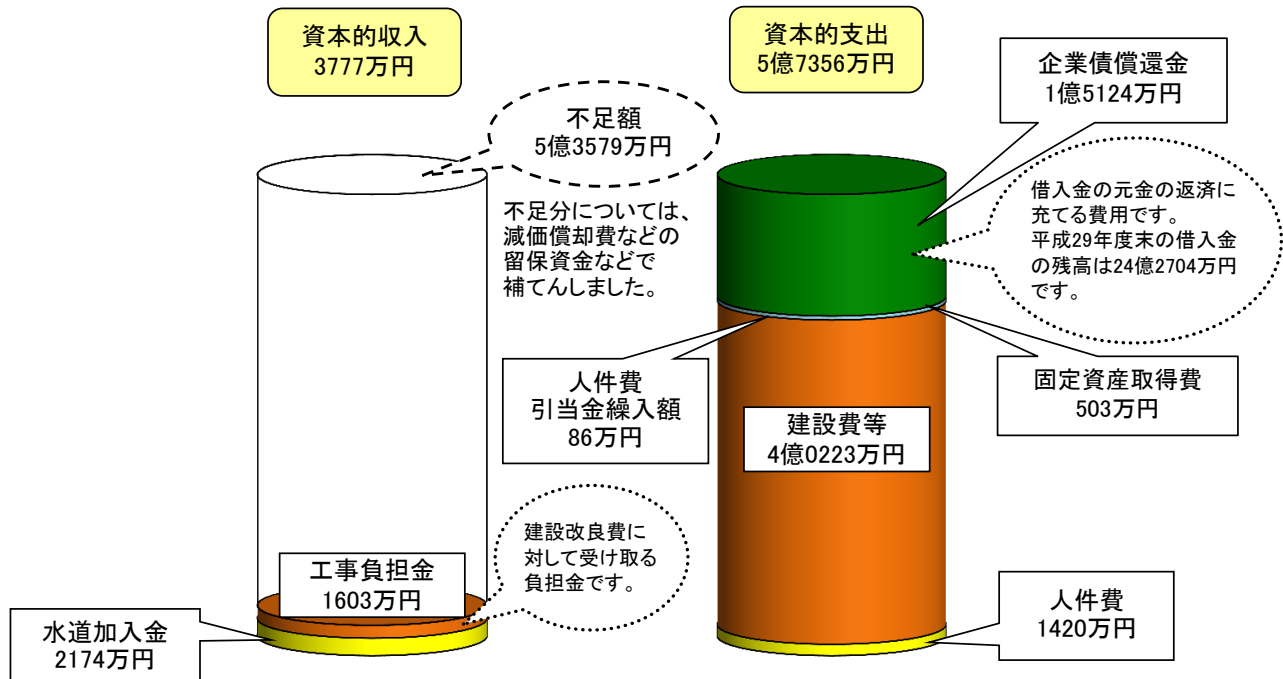 資本的収入
3777万円
資本的支出
5億7356万円
企業債償還金
1億5124万円
不足額
5億3579万円
不足分については、
減価償却費などの
留保資金などで
補てんしました。
借入金の元金の返済に
充てる費用です。
平成29年度末の借入金
の残高は24億2704万円
です。
人件費
引当金繰入額
86万円
固定資産取得費
503万円
建設費等
4億0223万円
建設改良費に
対して受け取る
負担金です。
工事負担金
1603万円
水道加入金
2174万円
人件費
1420万円